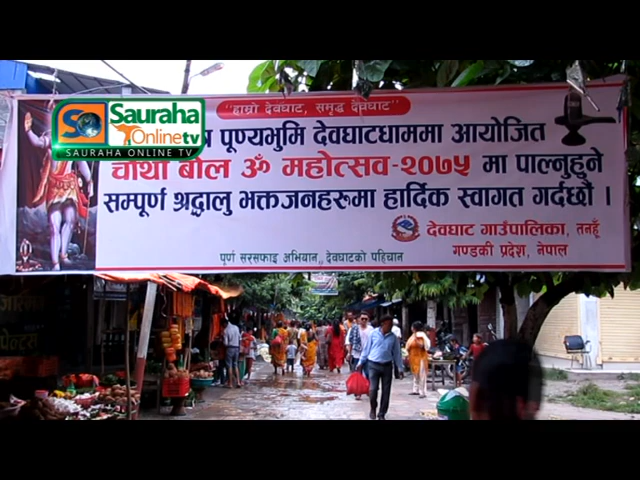 Sauraha
Online tv
SAURAHA ONLINE TV
"हाम्रो देवघाट, समृद्ध देवघाट"
पूण्यभुमि देवघाटधाममा आयोजित
चौथो बोल ॐ महोत्सव-२०७५ मा पाल्नुहुने
सम्पूर्ण श्रद्धालु भक्तजनहरुमा हार्दिक स्वागत गर्दछौं ।
देवघाट गाउँपालिका, तनहूँ
गण्डकी प्रदेश, नेपाल
पूर्ण सरसफाइ अभियान,, देवघाटको पहिचान